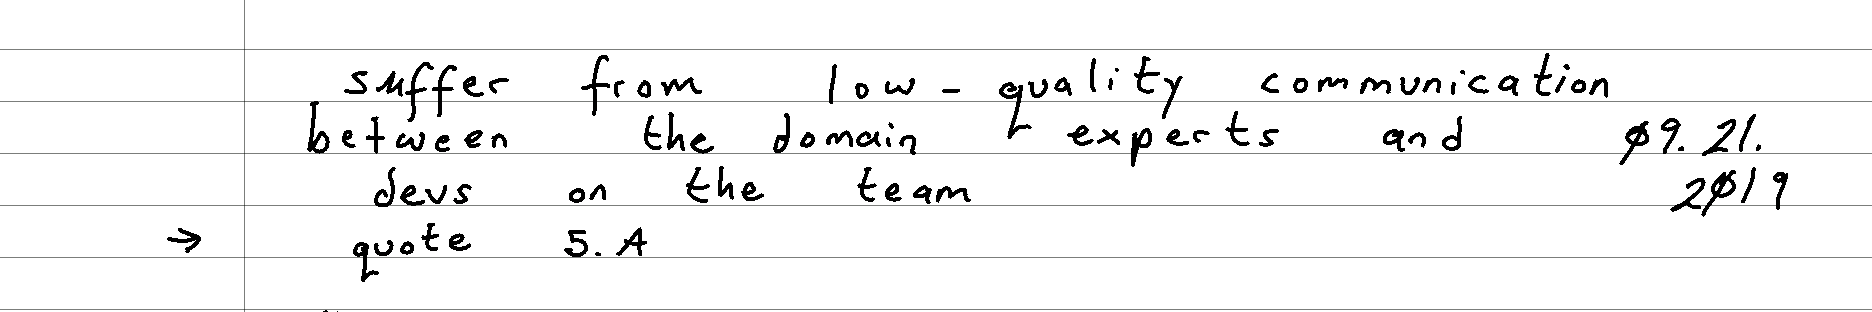 suffer from low-quality communication
between the domain experts and ø9.21.
devs on the team 2ø19
→ quote 5.A